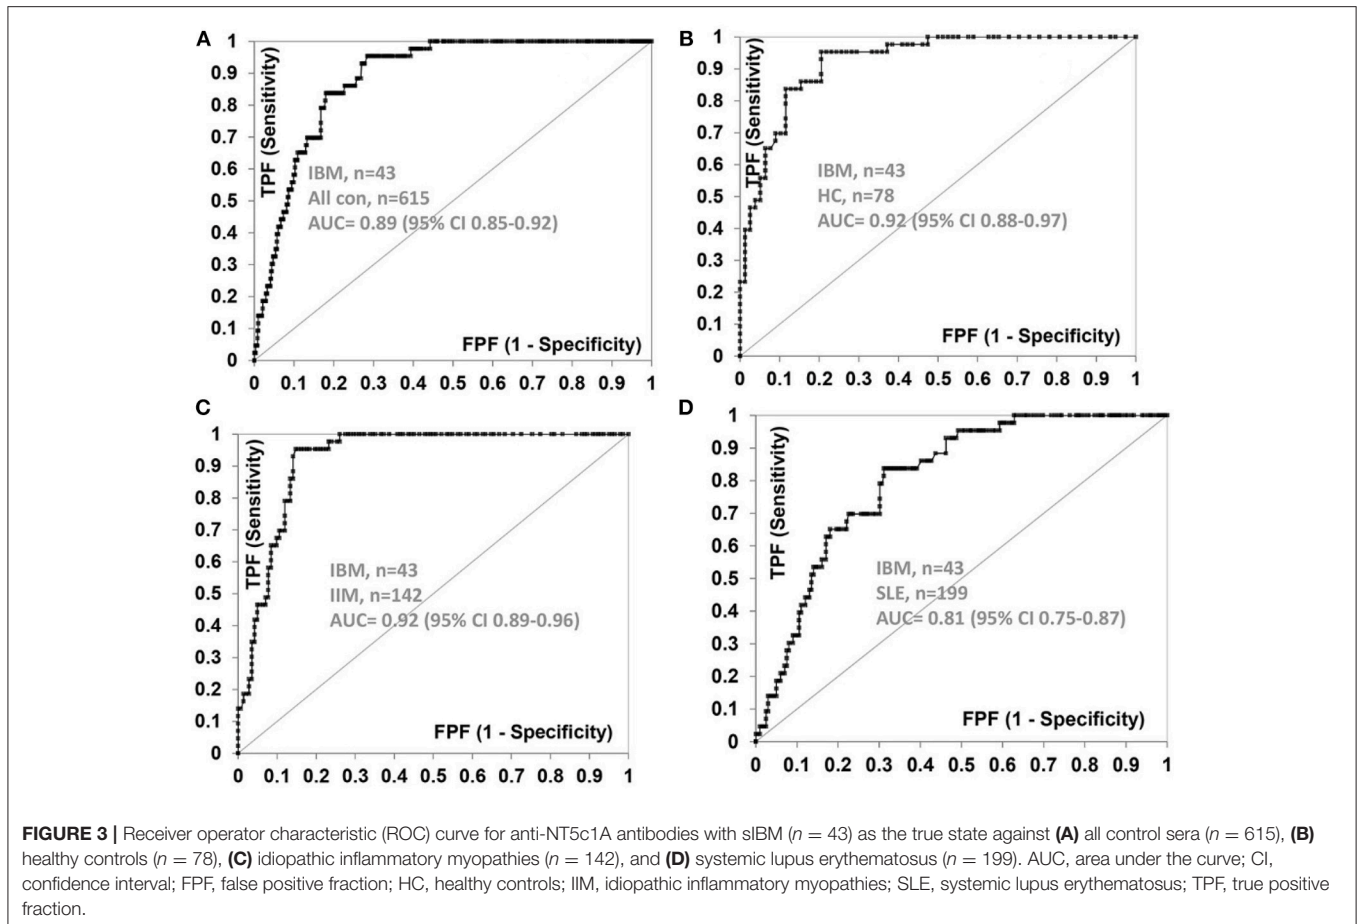 A
1
0.9
0.8
0.7
0.6
0.5
0.4
0.3
0.2
0.1
0
TPF (Sensitivity)
IBM, n=43
All con, n=615
AUC= 0.89 (95% CI 0.85-0.92)
FPF (1 - Specificity)
0 0.1 0.2 0.3 0.4 0.5 0.6 0.7 0.8 0.9 1
B
1
0.9
0.8
0.7
0.6
0.5
0.4
0.3
0.2
0.1
0
TPF (Sensitivity)
IBM, n=43
HC, n=78
AUC= 0.92 (95% CI 0.88-0.97)
FPF (1 - Specificity)
0 0.1 0.2 0.3 0.4 0.5 0.6 0.7 0.8 0.9 1
C
1
0.9
0.8
0.7
0.6
0.5
0.4
0.3
0.2
0.1
0
TPF (Sensitivity)
IBM, n=43
IIM, n=142
AUC= 0.92 (95% CI 0.89-0.96)
FPF (1 - Specificity)
0 0.1 0.2 0.3 0.4 0.5 0.6 0.7 0.8 0.9 1
D
1
0.9
0.8
0.7
0.6
0.5
0.4
0.3
0.2
0.1
0
TPF (Sensitivity)
IBM, n=43
SLE, n=199
AUC= 0.81 (95% CI 0.75-0.87)
FPF (1 - Specificity)
0 0.1 0.2 0.3 0.4 0.5 0.6 0.7 0.8 0.9 1
FIGURE 3 | Receiver operator characteristic (ROC) curve for anti-NT5c1A antibodies with sIBM (n = 43) as the true state against (A) all control sera (n = 615), (B)
healthy controls (n = 78), (C) idiopathic inflammatory myopathies (n = 142), and (D) systemic lupus erythematosus (n = 199). AUC, area under the curve; CI,
confidence interval; FPF, false positive fraction; HC, healthy controls; IIM, idiopathic inflammatory myopathies; SLE, systemic lupus erythematosus; TPF, true positive
fraction.